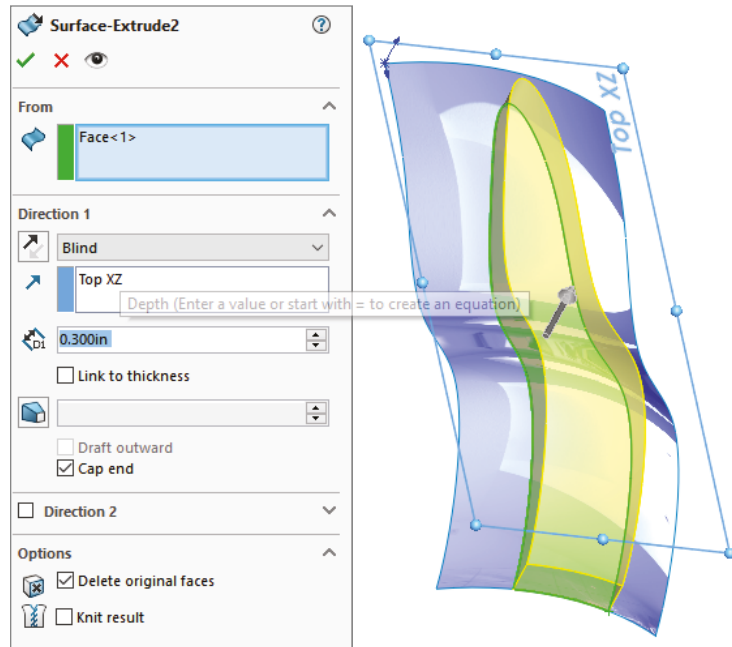 Surface-Extrude2
From
Face<1>
Direction 1
Blind
Top XZ
Depth (Enter a value or start with = to create an equation)
D1
0.300in
Link to thickness
Draft outward
Cap end
Direction 2
Options
Delete original faces
Knit result
Top XZ